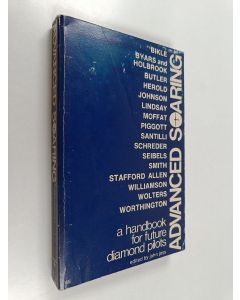 BIKLE
BYARS and
HOLBROOK
BUTLER
HEROLD
JOHNSON
LINDSAY
MOFFAT
PIGGOTT
SANTILLI
SCHREDER
SEIBELS
SMITH
STAFFORD ALLEN
WILLIAMSON
WOLTERS
WORTHINGTON
ADVANCED SOARING
a handbook
for future
diamond pilots
edited by john joss
ADVANCED SOARING